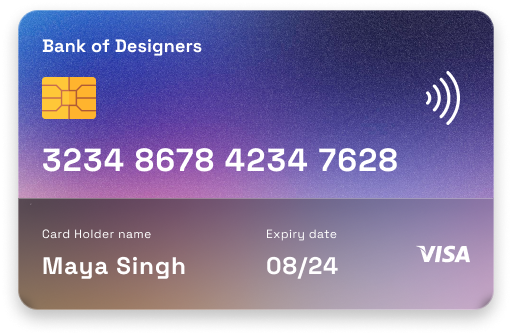 Bank of Designers
3234 8678 4234 7628
Card Holder name
Expiry date
Maya Singh
08/24
VISA